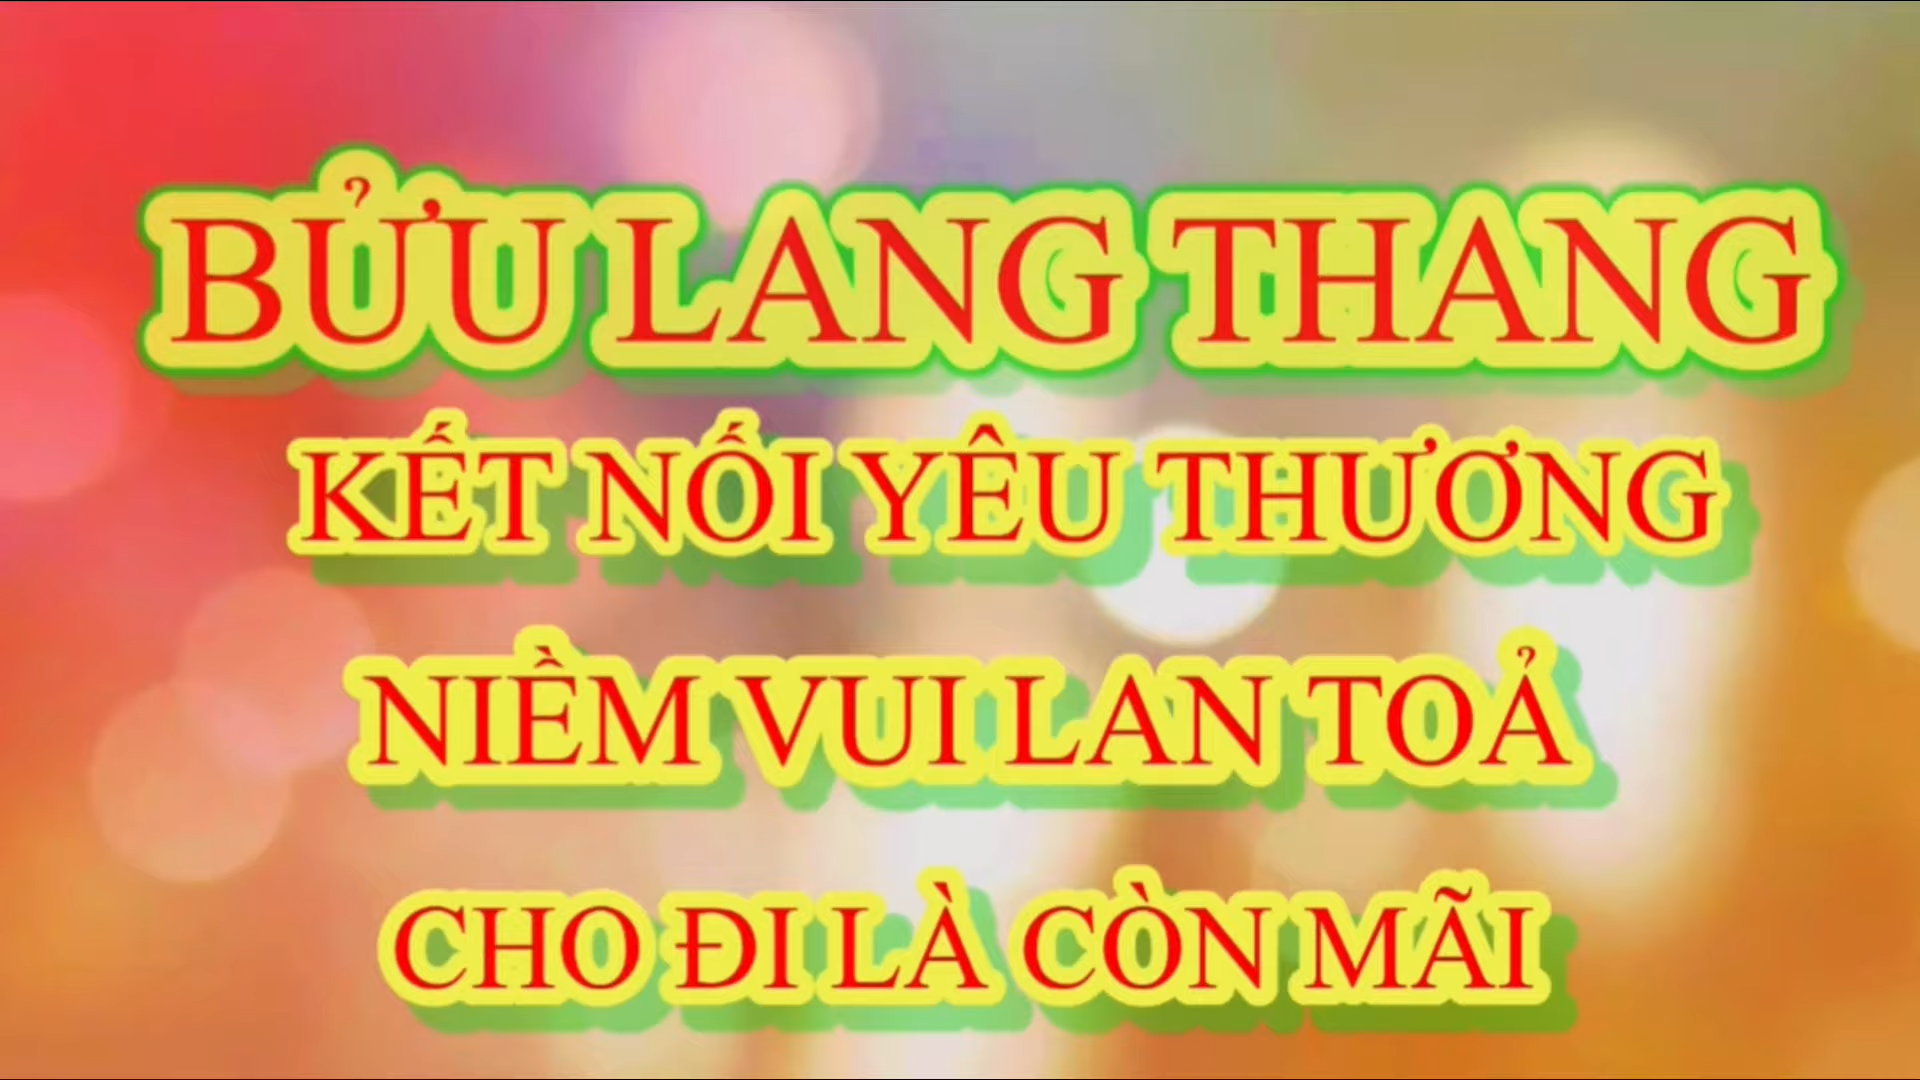 BỬU LANG THANG
KẾT NỐI YÊU THƯƠNG
NIỀM VUI LAN TOẢ
CHO ĐI LÀ CÒN MÃI